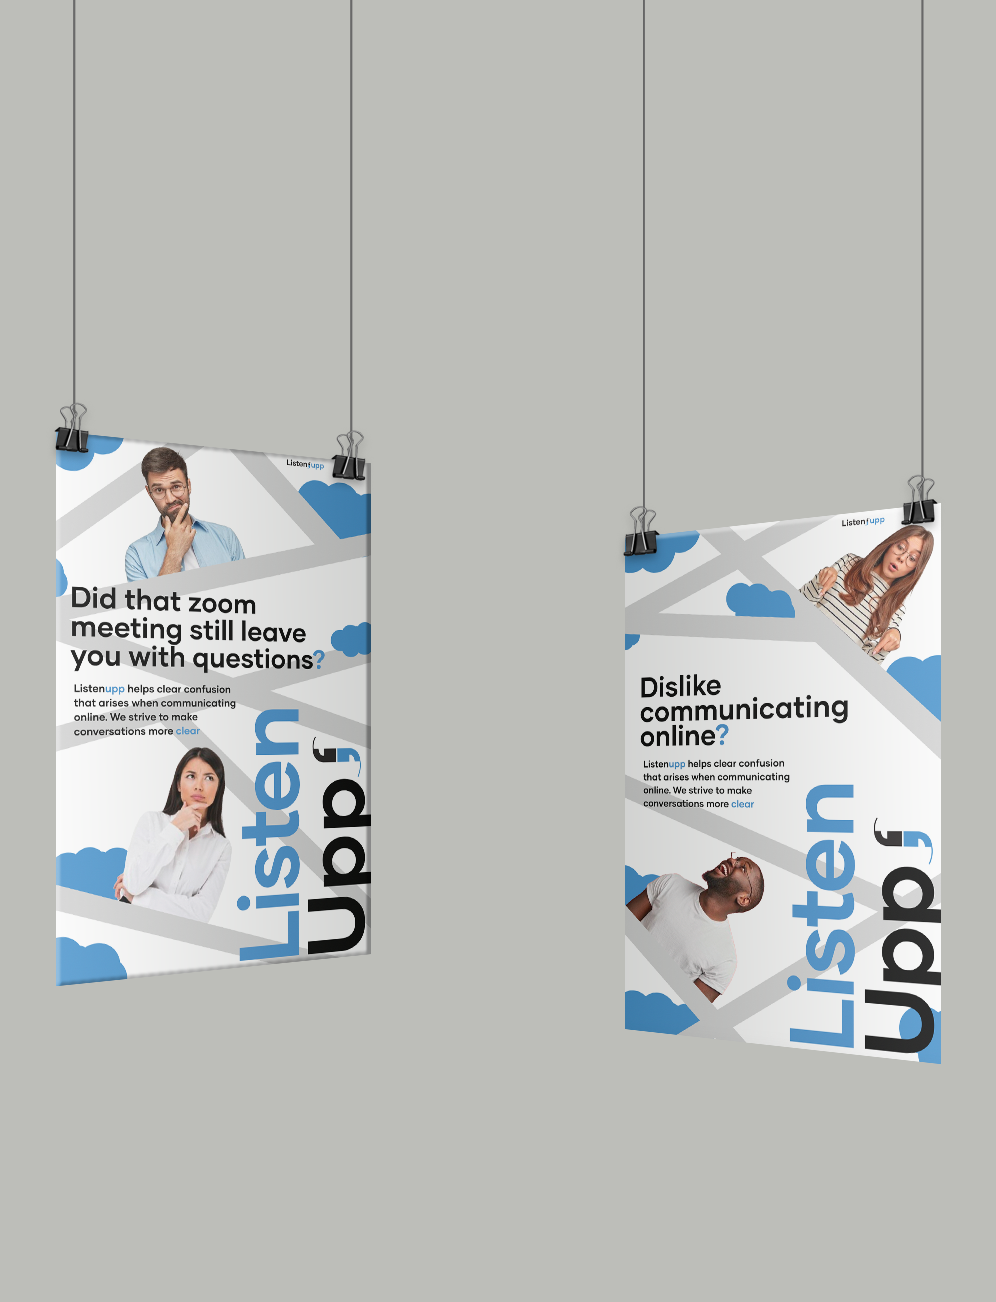 Listenupp
Did that zoom
meeting still leave
you with questions?
Listenupp helps clear confusion
that arises when communicating
online. We strive to make
conversations more clear
Listen
Upp
Listenupp
Dislike
communicating
online?
Listenupp helps clear confusion
that arises when communicating
online. We strive to make
conversations more clear
Listen
Upp